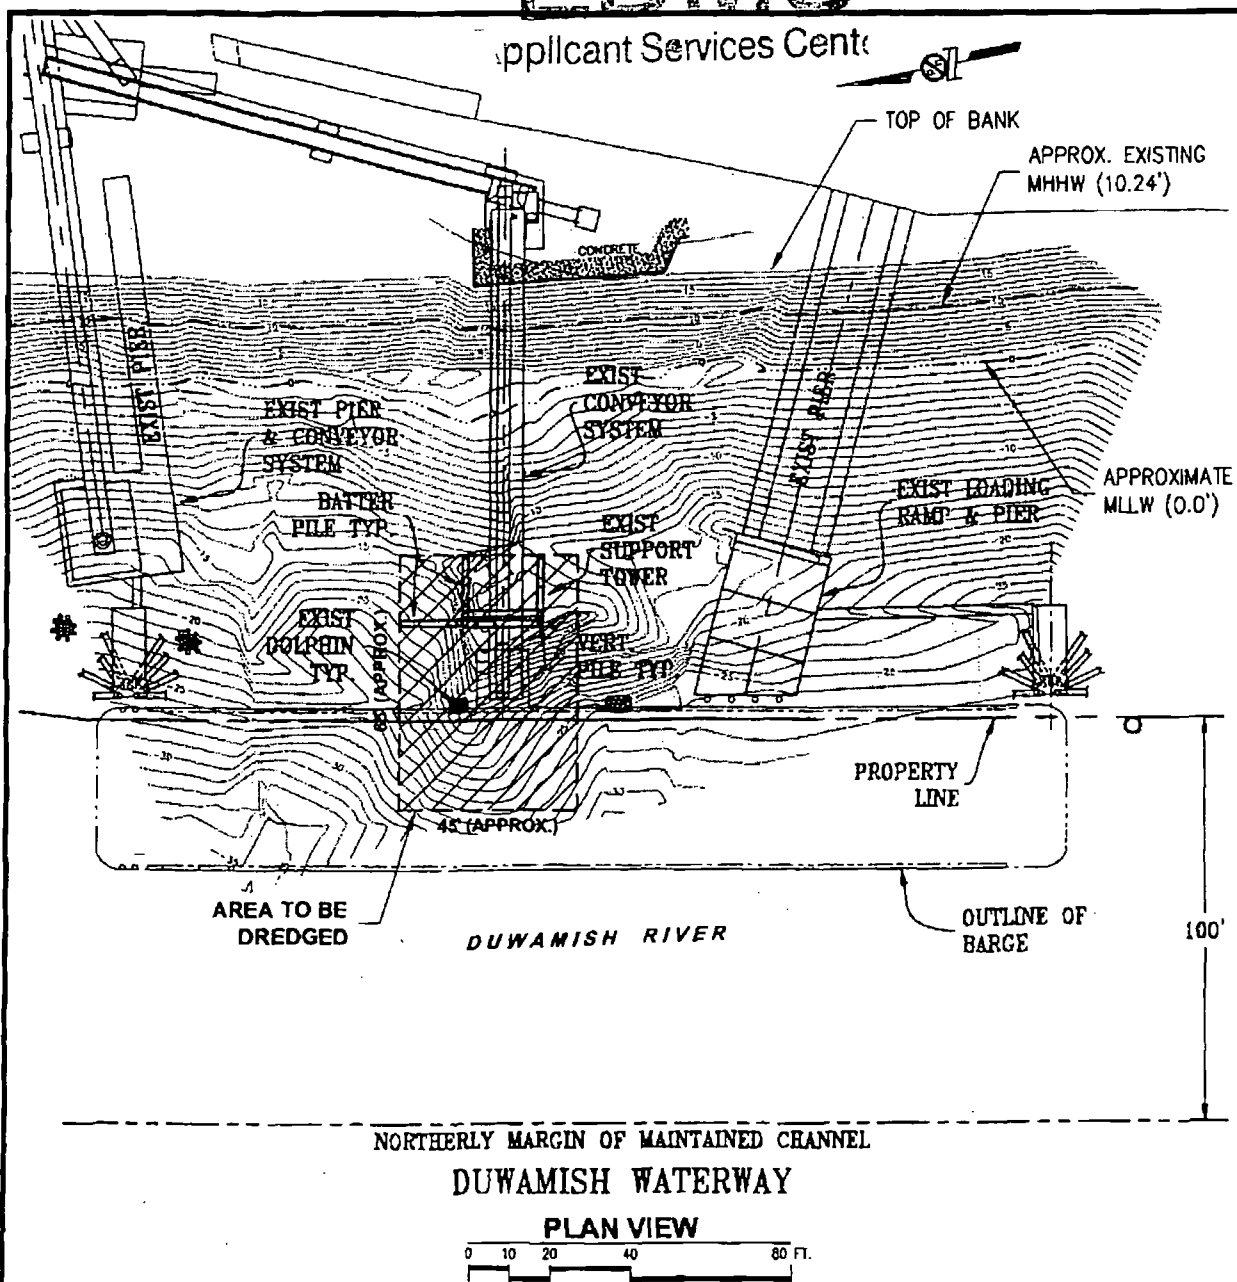 Applicant Services Cente
TOP OF BANK
APPROX. EXISTING
MHHW (10.24')
CONCRETE
EXIST PIER
EXIST PIER
& CONVEYOR
SYSTEM
EXIST
CONVEYOR
SYSTEM
EXIST PIER
BATTER
PILE TYP.
EXIST
SUPPORT
TOWER
EXIST LOADING
RAMP & PIER
APPROXIMATE
MLLW (0.0')
EXIST
DOLPHIN
TYP.
(APPROX.)
VERT.
PILE TYP.
PROPERTY
LINE
45' (APPROX.)
AREA TO BE
DREDGED
DUWAMISH RIVER
OUTLINE OF
BARGE
100'
NORTHERLY MARGIN OF MAINTAINED CHANNEL
DUWAMISH WATERWAY
PLAN VIEW
0 10 20 40 80 FT.